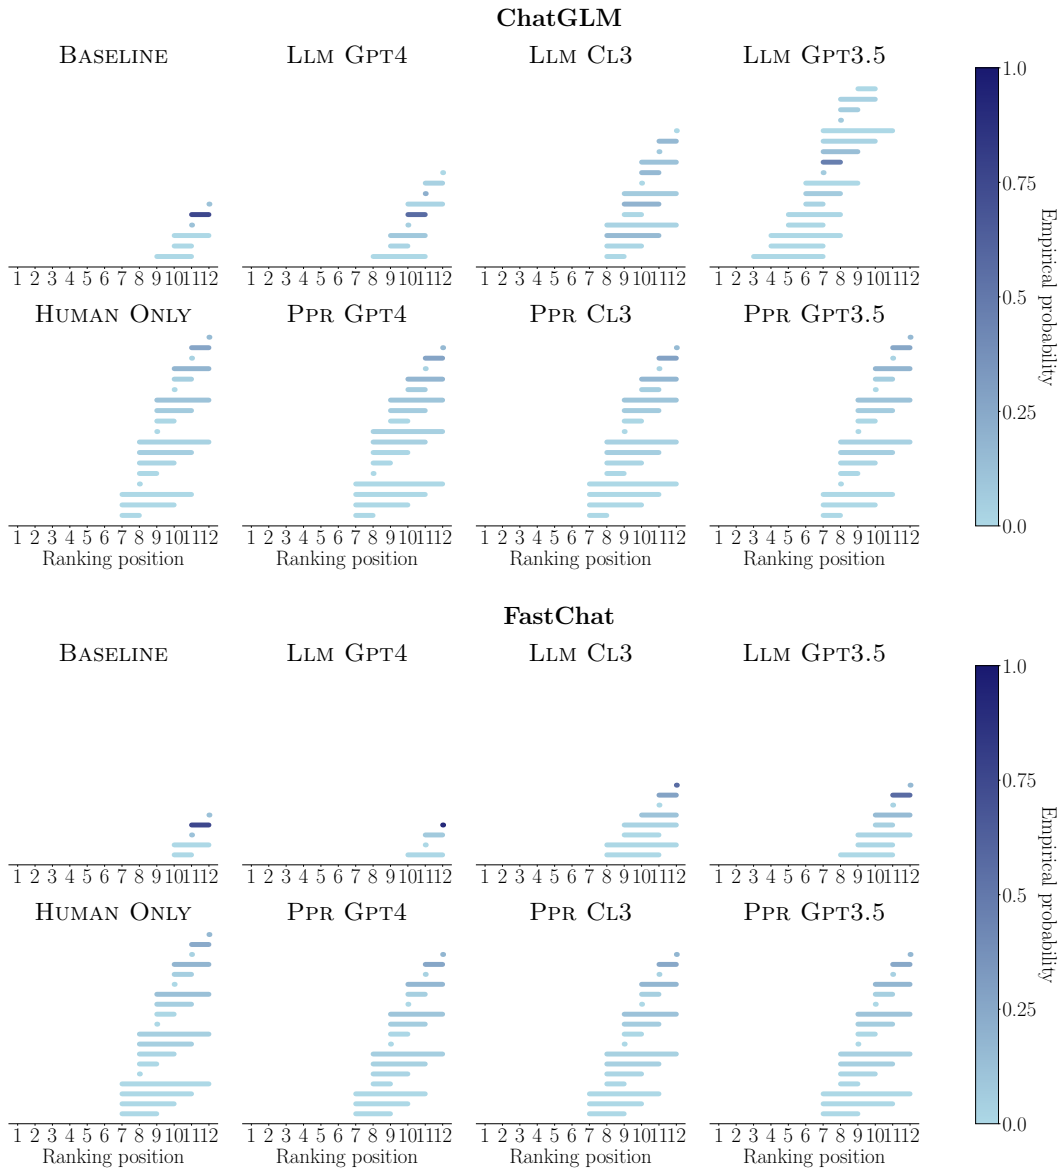 ChatGLM
BASELINE LLM GPT4 LLM CL3 LLM GPT3.5
1.0
0.75
0.5
0.25
0.0
Empirical probability
1 2 3 4 5 6 7 8 9 10 11 12 1 2 3 4 5 6 7 8 9 10 11 12 1 2 3 4 5 6 7 8 9 10 11 12 1 2 3 4 5 6 7 8 9 10 11 12
HUMAN ONLY PPR GPT4 PPR CL3 PPR GPT3.5
1 2 3 4 5 6 7 8 9 10 11 12 1 2 3 4 5 6 7 8 9 10 11 12 1 2 3 4 5 6 7 8 9 10 11 12 1 2 3 4 5 6 7 8 9 10 11 12
Ranking position Ranking position Ranking position Ranking position
FastChat
BASELINE LLM GPT4 LLM CL3 LLM GPT3.5
1.0
0.75
0.5
0.25
0.0
Empirical probability
1 2 3 4 5 6 7 8 9 10 11 12 1 2 3 4 5 6 7 8 9 10 11 12 1 2 3 4 5 6 7 8 9 10 11 12 1 2 3 4 5 6 7 8 9 10 11 12
HUMAN ONLY PPR GPT4 PPR CL3 PPR GPT3.5
1 2 3 4 5 6 7 8 9 10 11 12 1 2 3 4 5 6 7 8 9 10 11 12 1 2 3 4 5 6 7 8 9 10 11 12 1 2 3 4 5 6 7 8 9 10 11 12
Ranking position Ranking position Ranking position Ranking position